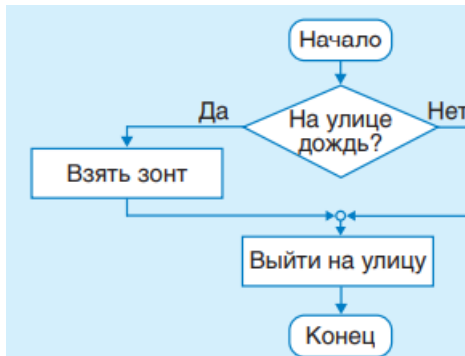 Начало
Да
На улице
дождь?
Нет
Взять зонт
Выйти на улицу
Конец